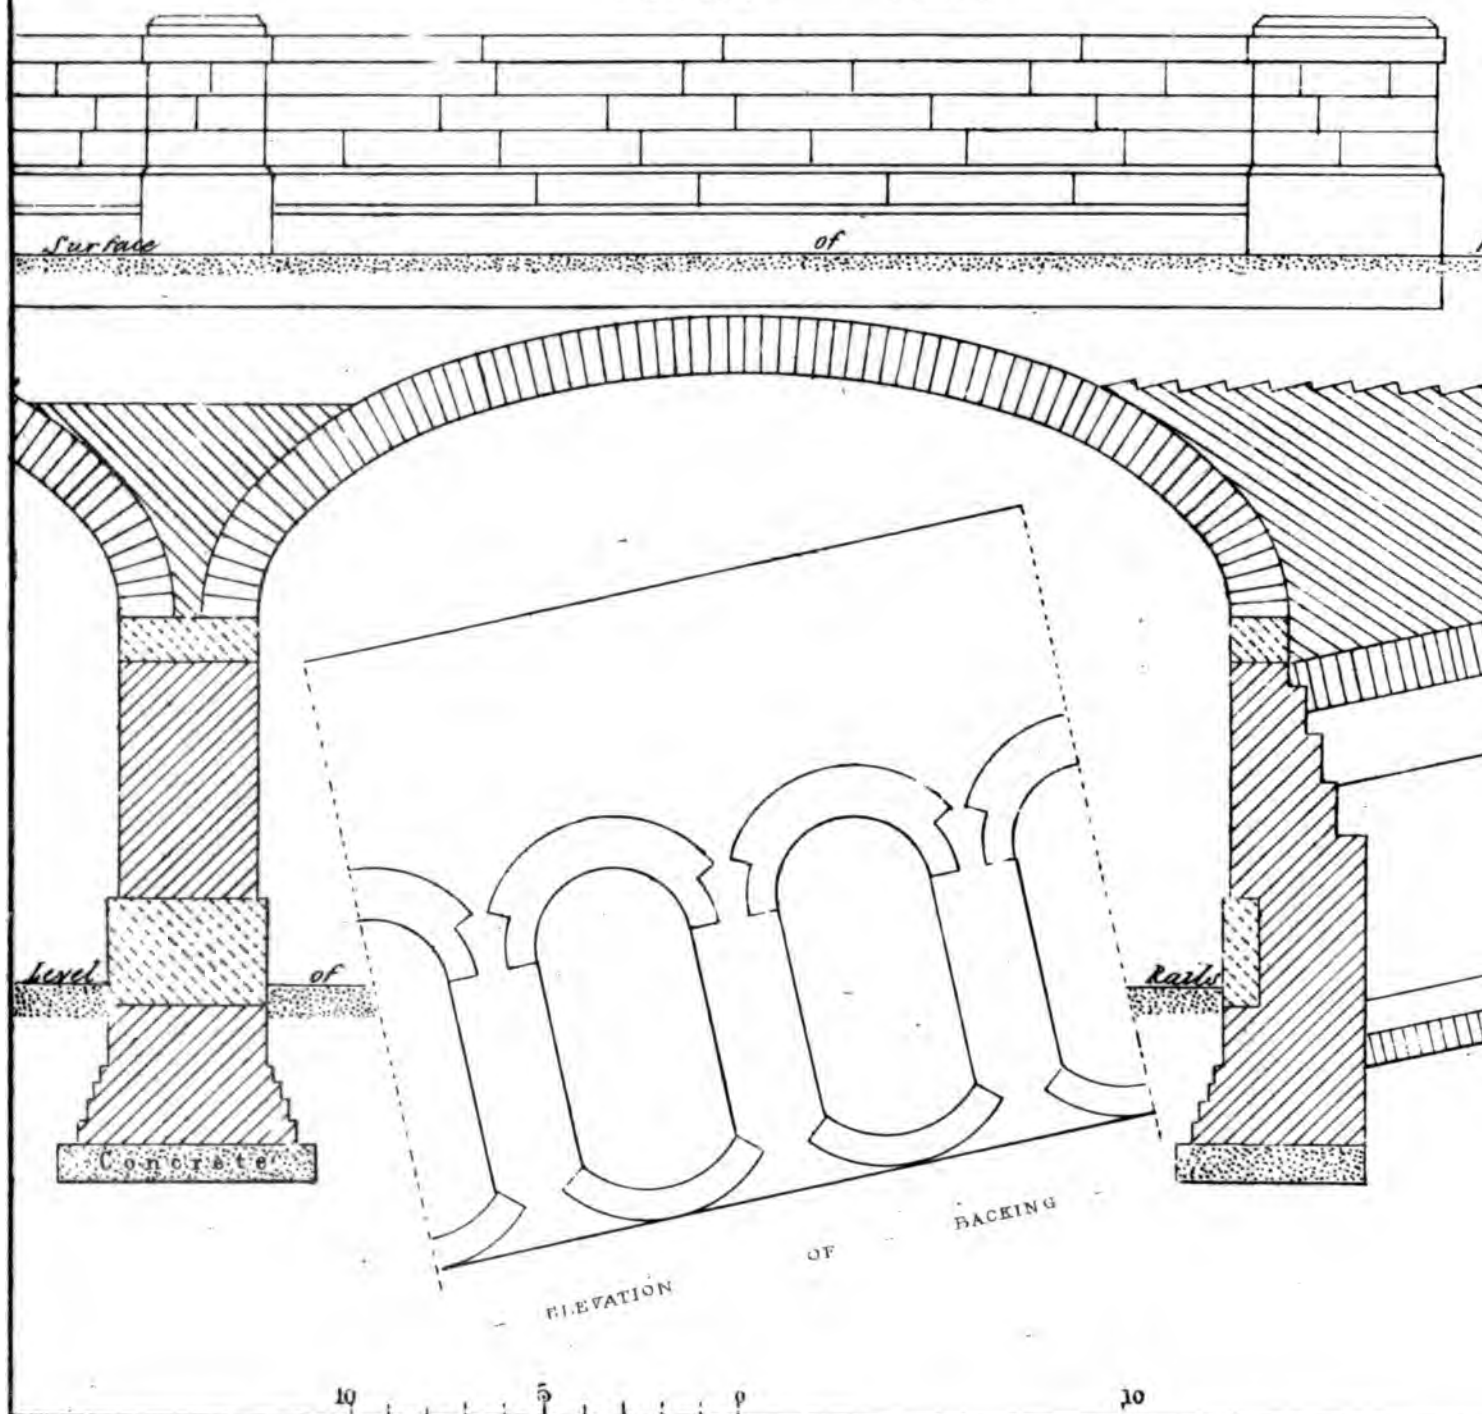 Surface of
Level of Rails
Concrete
ELEVATION OF BACKING
10 5 0 10